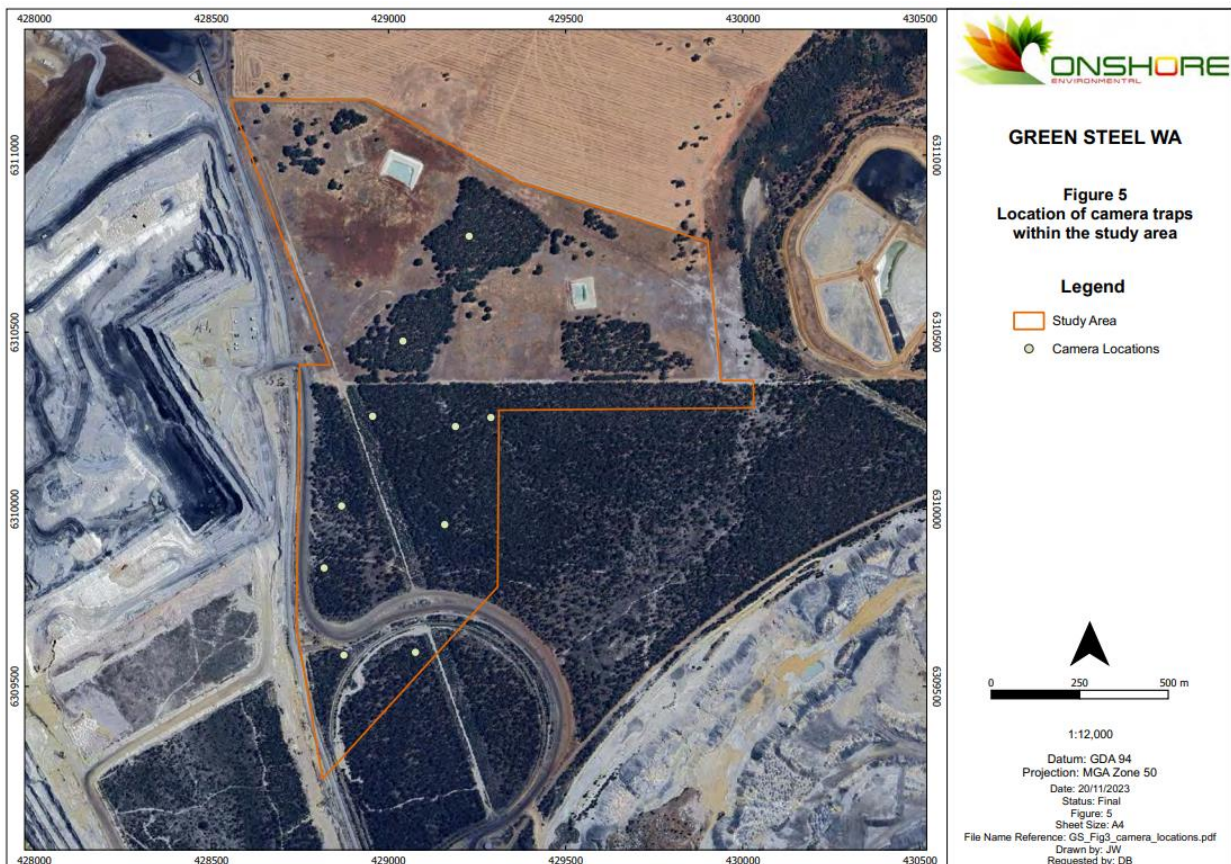 428000 428500 429000 429500 430000 430500
6311000
6310500
6310000
6309500
6311000
6310500
6310000
6309500
428000 428500 429000 429500 430000 430500
ONSHORE
ENVIRONMENTAL
GREEN STEEL WA
Figure 5
Location of camera traps
within the study area
Legend
Study Area
Camera Locations
0 250 500 m
1:12,000
Datum: GDA 94
Projection: MGA Zone 50
Date: 20/11/2023
Status: Final
Figure: 5
Sheet Size: A4
File Name Reference: GS_Fig3_camera_locations.pdf
Drawn by: JW
Requested by: DB